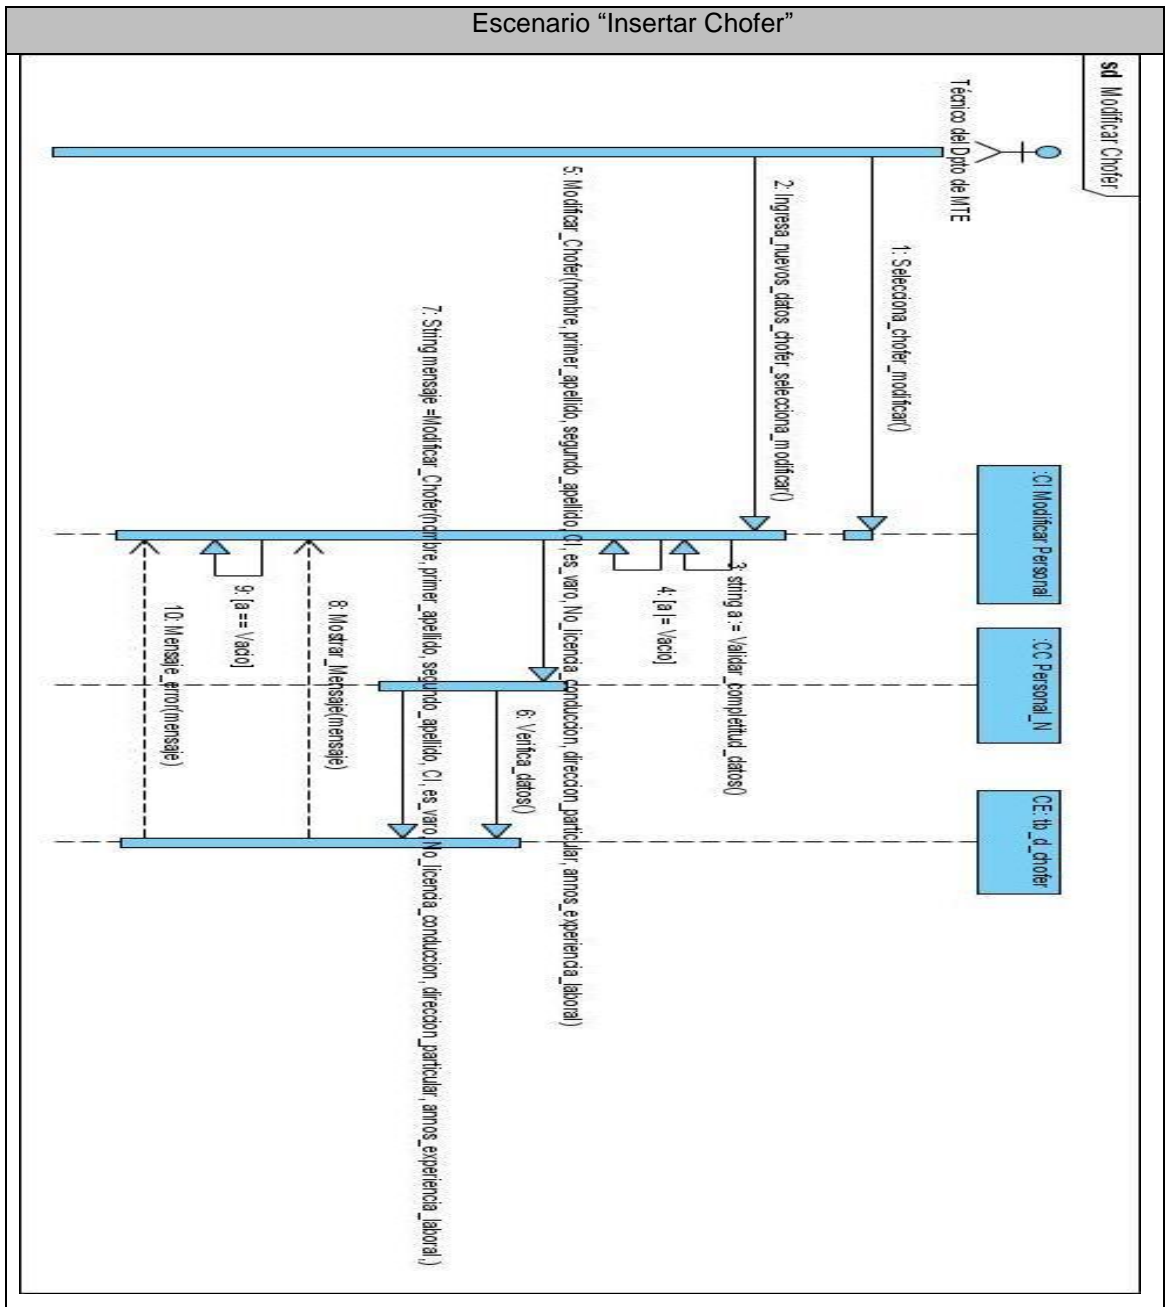 Escenario “Insertar Chofer”
sd Modificar Chofer
Técnico del Dpto de MTE
:CI Modificar Personal
:CC Personal_N
CE: tb_d_chofer
1: Selecciona_chofer_modificar()
2: Ingresa_nuevos_datos_chofer_selecciona_modificar()
3: string a := Validar_completitud_datos()
4: [a != Vacio]
5: Modificar_Chofer(nombre, primer_apellido, segundo_apellido, CI, es_varo, No_licencia_conduccion, direccion_particular, annos_experiencia_laboral)
6: Verifica_datos()
7: String mensaje =Modificar_Chofer(nombre, primer_apellido, segundo_apellido, CI, es_varo, No_licencia_conduccion, direccion_particular, annos_experiencia_laboral,)
8: Mostrar_Mensaje(mensaje)
9: [a == Vacio]
10: Mensaje_error(mensaje)